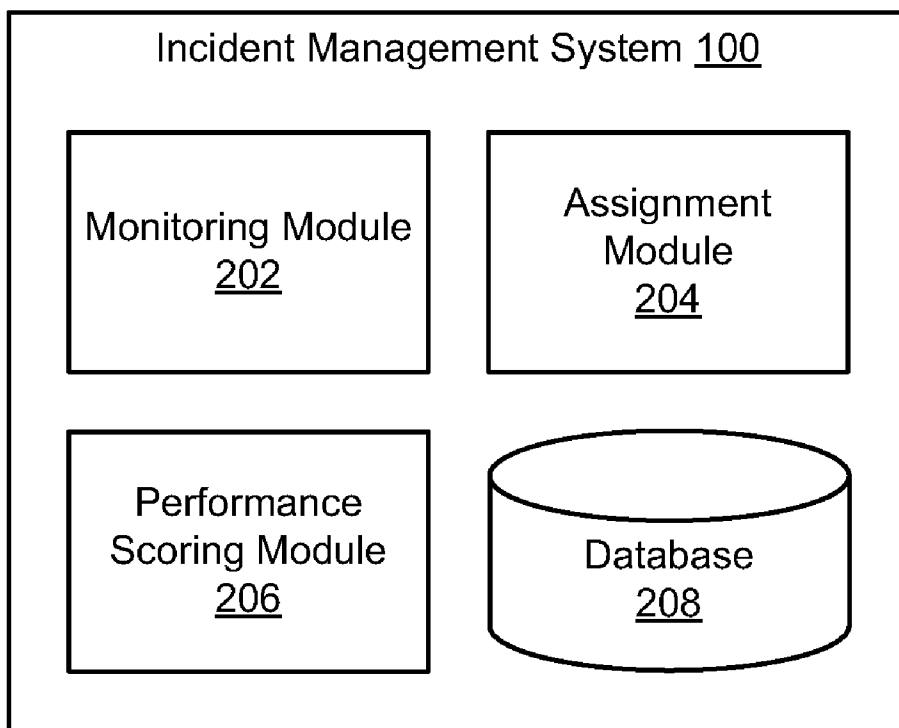 Incident Management System 100
Monitoring Module
202
Assignment
Module
204
Performance
Scoring Module
206
Database
208